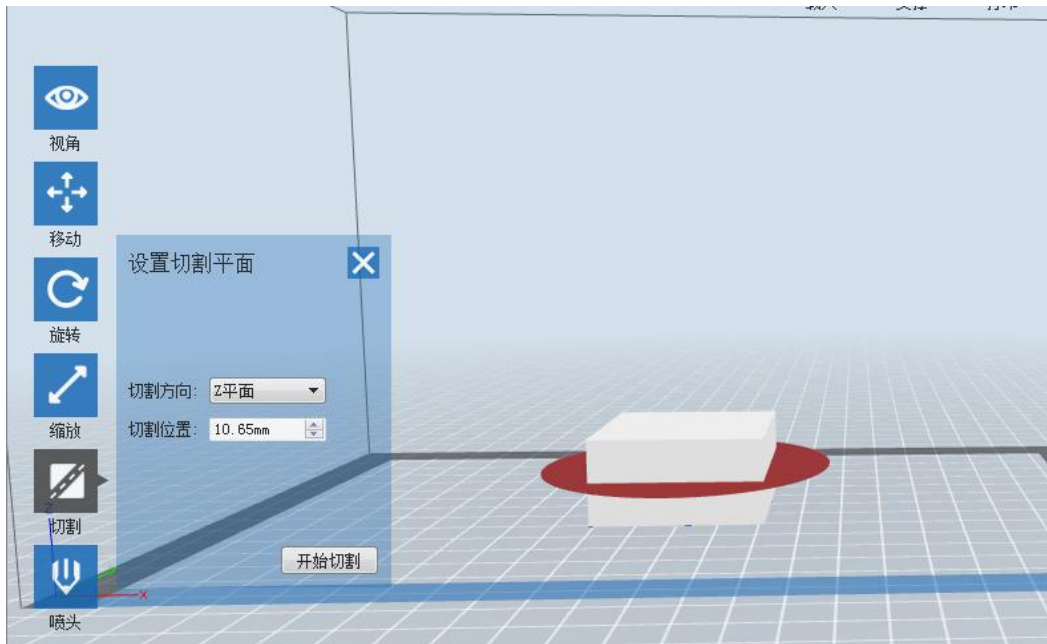 视角
移动
旋转
缩放
切割
喷头
设置切割平面
切割方向: Z平面
切割位置: 10.65mm
开始切割
Z
X